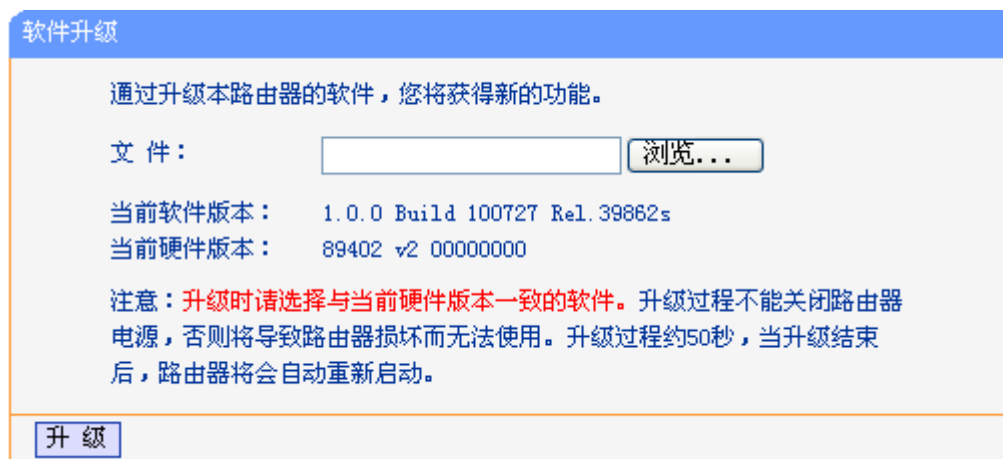 软件升级
通过升级本路由器的软件，您将获得新的功能。
文 件： 浏览...
当前软件版本： 1.0.0 Build 100727 Rel.39862s
当前硬件版本： 89402 v2 00000000
注意：升级时请选择与当前硬件版本一致的软件。升级过程不能关闭路由器
电源，否则将导致路由器损坏而无法使用。升级过程约50秒，当升级结束
后，路由器将会自动重新启动。
升 级